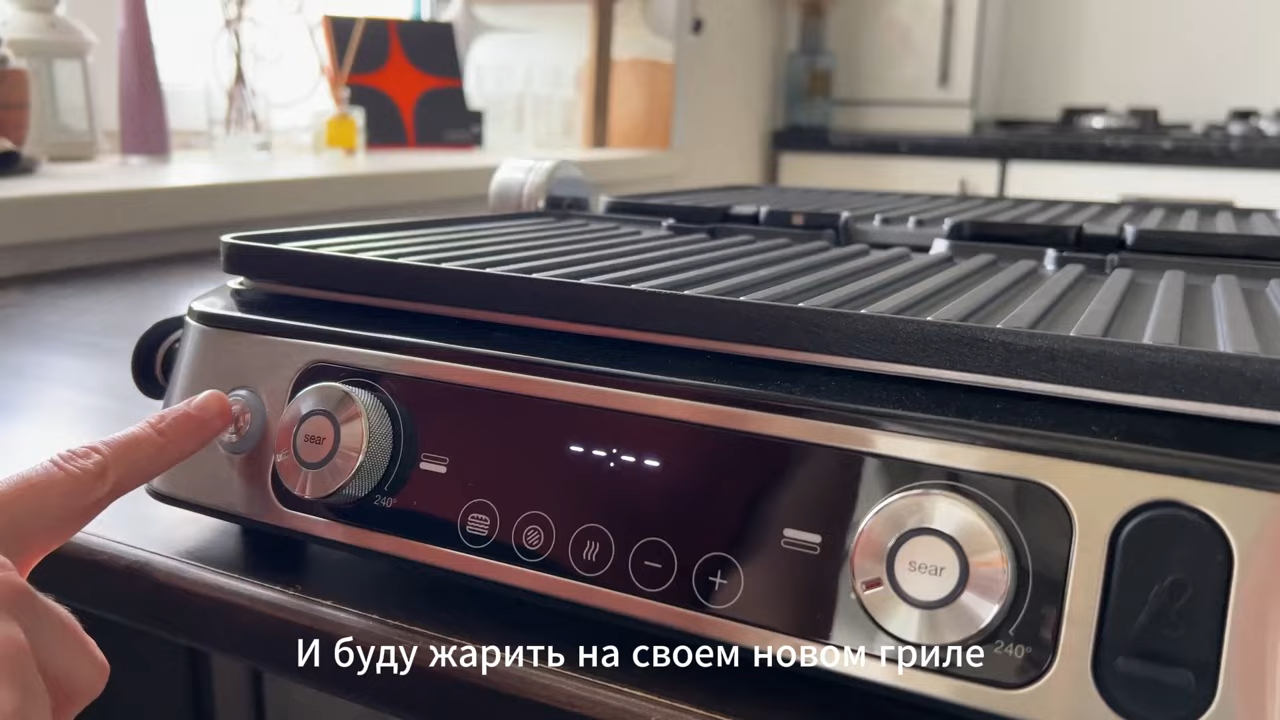 sear
240°
--:--
sear
240°
И буду жарить на своем новом гриле